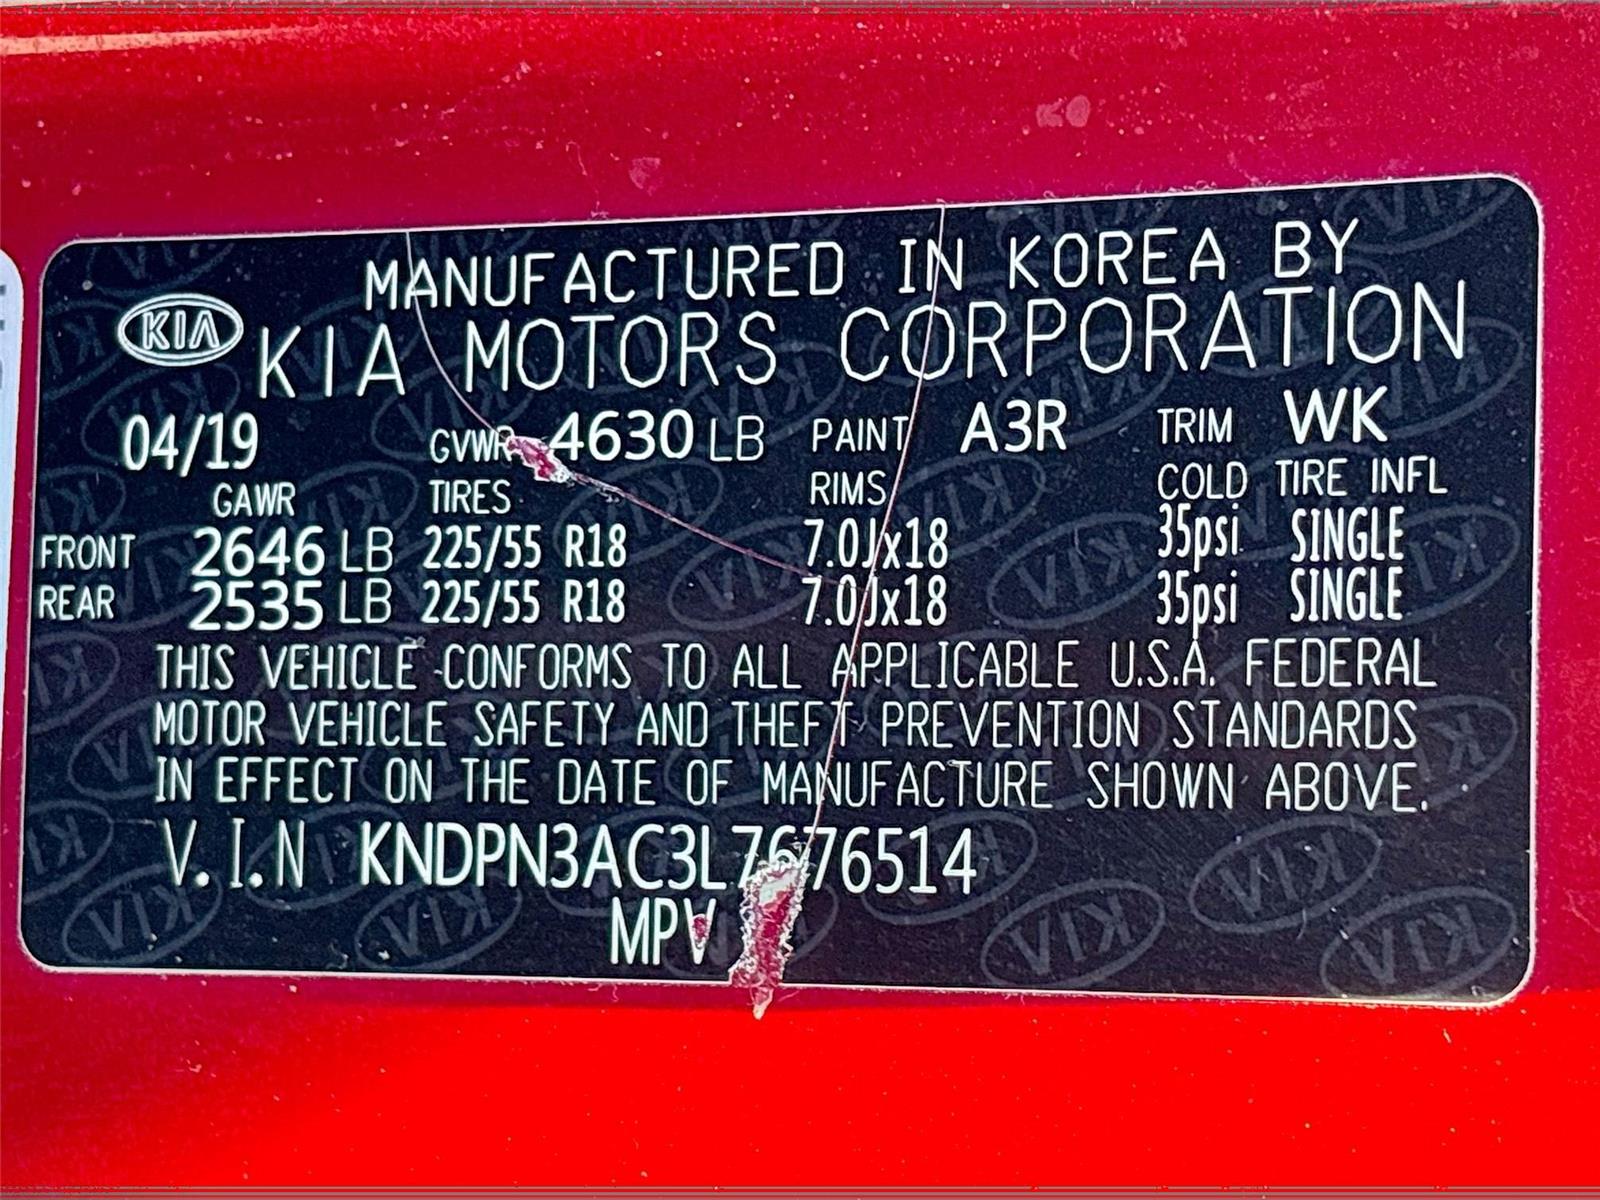 MANUFACTURED IN KOREA BY
KIA KIA MOTORS CORPORATION
04/19 GVWR 4630 LB PAINT A3R TRIM WK
GAWR TIRES RIMS COLD TIRE INFL
FRONT 2646 LB 225/55 R18 7.0Jx18 35psi SINGLE
REAR 2535 LB 225/55 R18 7.0Jx18 35psi SINGLE
THIS VEHICLE CONFORMS TO ALL APPLICABLE U.S.A. FEDERAL
MOTOR VEHICLE SAFETY AND THEFT PREVENTION STANDARDS
IN EFFECT ON THE DATE OF MANUFACTURE SHOWN ABOVE.
V.I.N KNDPN3AC3L7676514
MPV